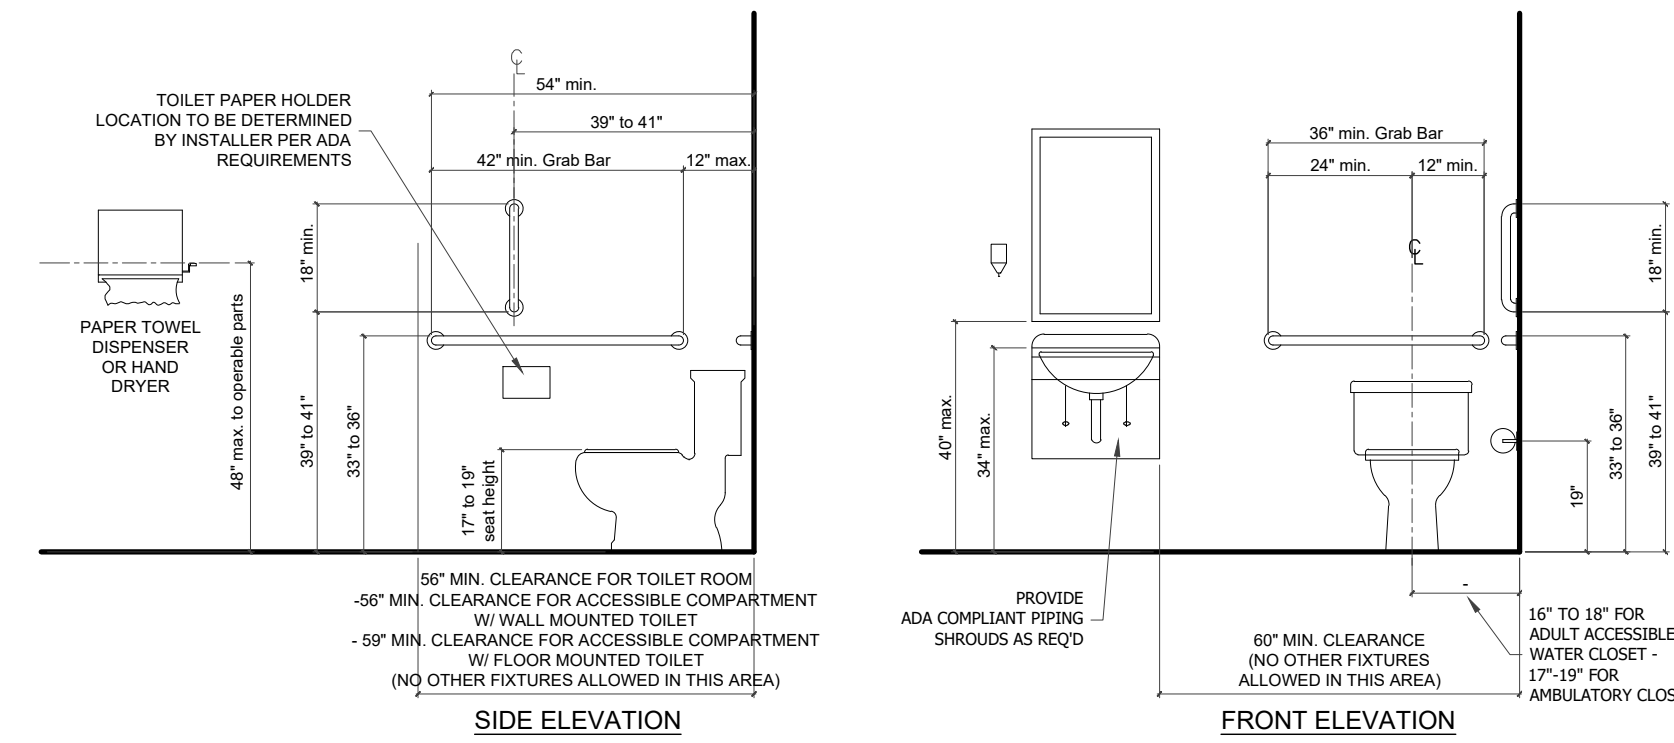 ℄
54" min.
TOILET PAPER HOLDER
LOCATION TO BE DETERMINED
BY INSTALLER PER ADA
REQUIREMENTS
39" to 41"
42" min. Grab Bar
12" max.
18" min.
PAPER TOWEL
DISPENSER
OR HAND
DRYER
48" max. to operable parts
39" to 41"
33" to 36"
17" to 19"
seat height
56" MIN. CLEARANCE FOR TOILET ROOM
-56" MIN. CLEARANCE FOR ACCESSIBLE COMPARTMENT
W/ WALL MOUNTED TOILET
- 59" MIN. CLEARANCE FOR ACCESSIBLE COMPARTMENT
W/ FLOOR MOUNTED TOILET
(NO OTHER FIXTURES ALLOWED IN THIS AREA)
SIDE ELEVATION
36" min. Grab Bar
24" min.
12" min.
℄
18" min.
40" max.
34" max.
33" to 36"
39" to 41"
19"
PROVIDE
ADA COMPLIANT PIPING
SHROUDS AS REQ'D
60" MIN. CLEARANCE
(NO OTHER FIXTURES
ALLOWED IN THIS AREA)
-
16" TO 18" FOR
ADULT ACCESSIBLE
WATER CLOSET -
17"-19" FOR
AMBULATORY CLOS
FRONT ELEVATION